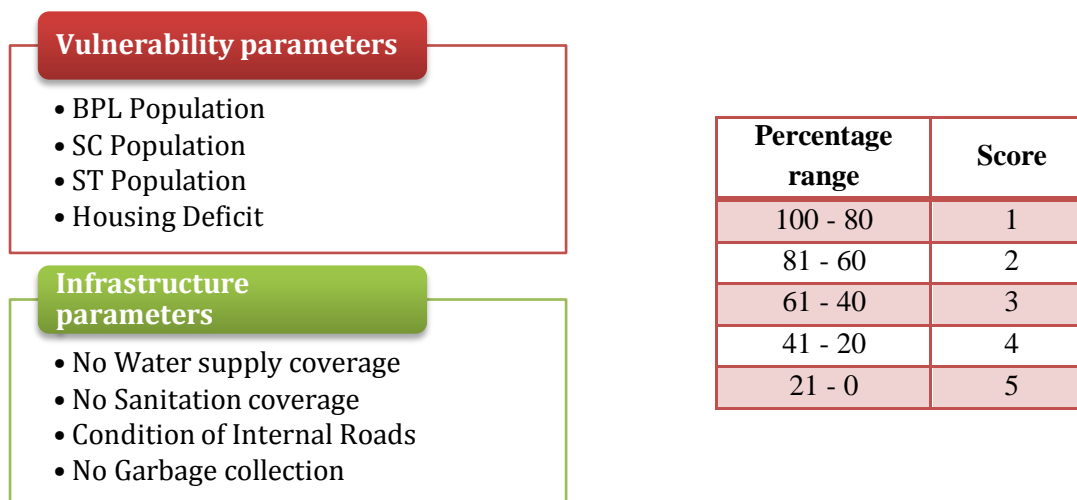 Vulnerability parameters
• BPL Population
• SC Population
• ST Population
• Housing Deficit
Infrastructure
parameters
• No Water supply coverage
• No Sanitation coverage
• Condition of Internal Roads
• No Garbage collection
Percentage
range
Score
100 - 80 1
81 - 60 2
61 - 40 3
41 - 20 4
21 - 0 5